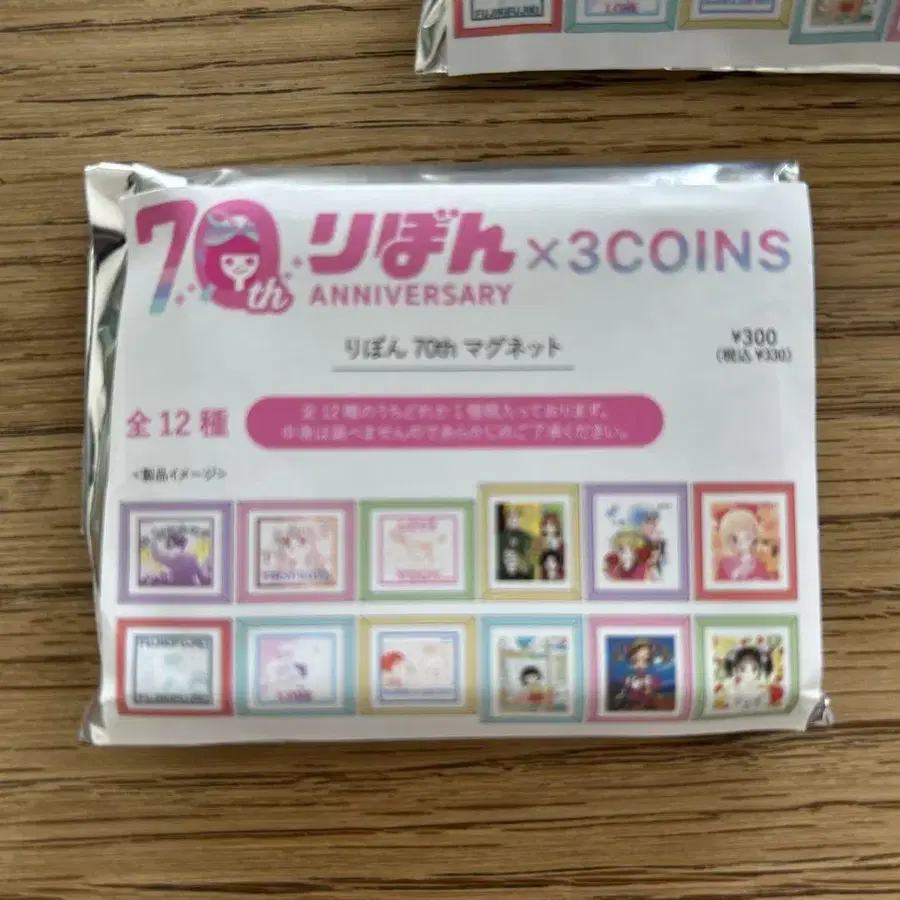 FUJIKIFUJIKI
70th りぼん × 3COINS
ANNIVERSARY
りぼん 70th マグネット
¥300
(税込 ¥330)
全12種
全12種のうちどれか1種類入っております。
中身は選べませんのであらかじめご了承ください。
<製品イメージ>
FUJIKIFUJIKI